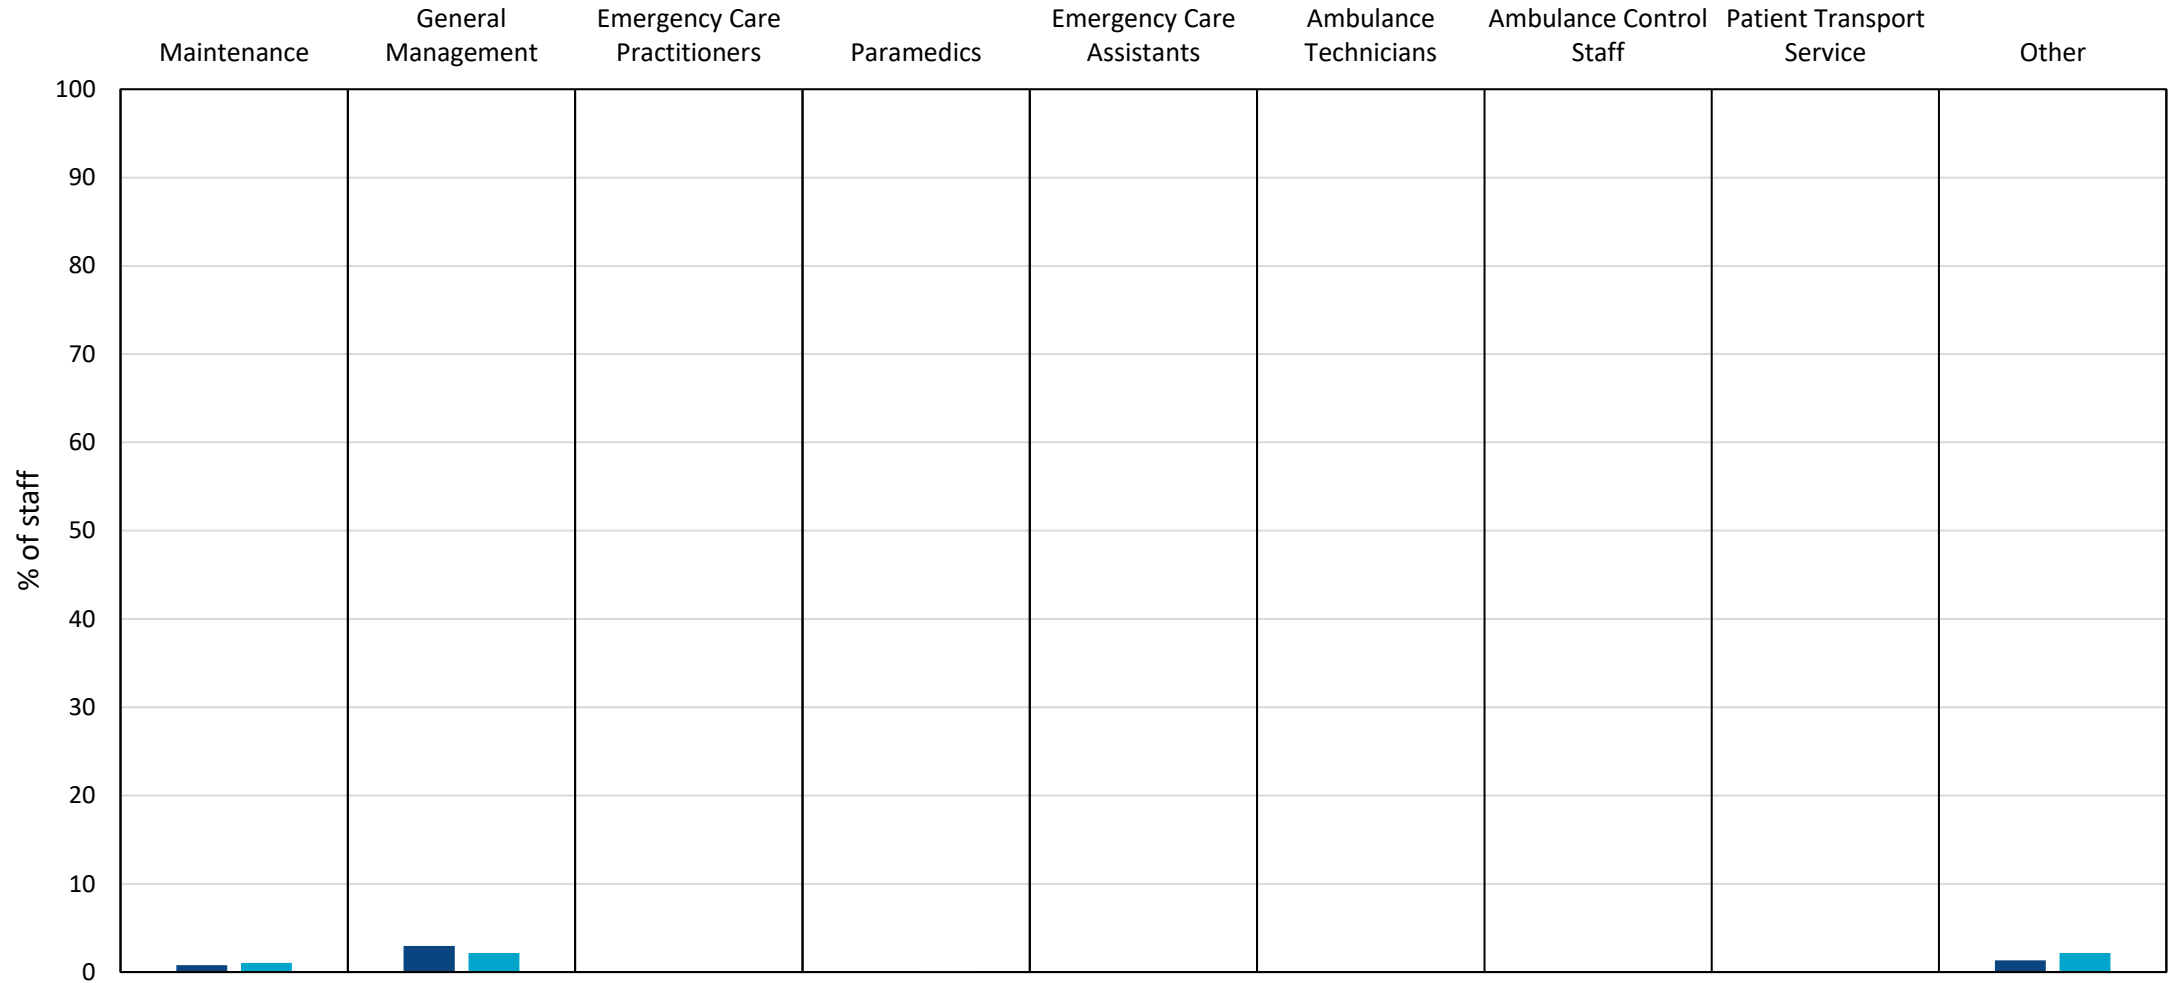 Maintenance
General
Management
Emergency Care
Practitioners
Paramedics
Emergency Care
Assistants
Ambulance
Technicians
Ambulance Control
Staff
Patient Transport
Service
Other
% of staff
100
90
80
70
60
50
40
30
20
10
0